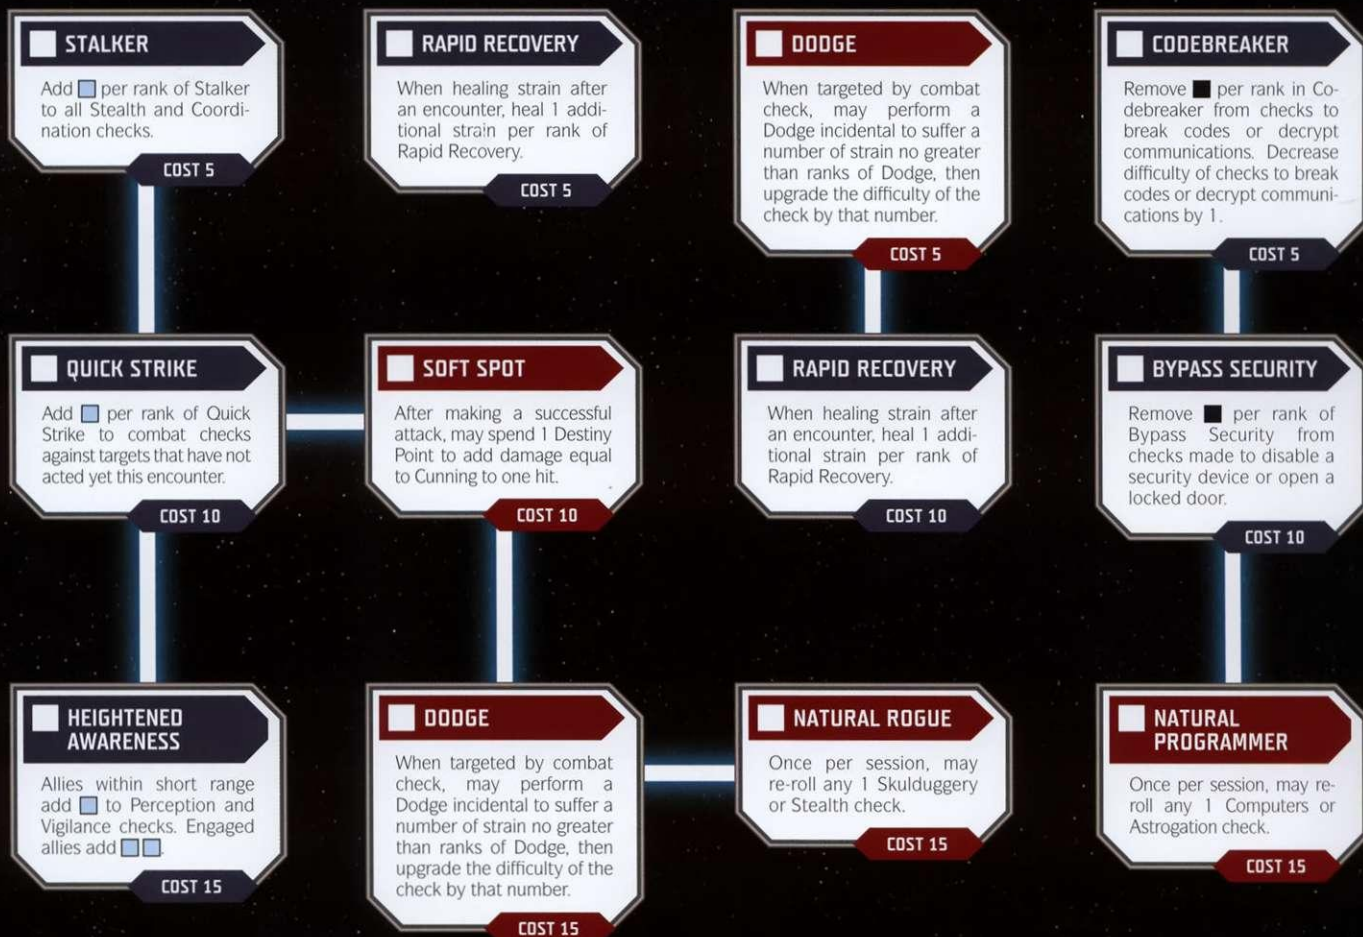 STALKER
Add per rank of Stalker
to all Stealth and Coordi-
nation checks.
COST 5
RAPID RECOVERY
When healing strain after
an encounter, heal 1 addi-
tional strain per rank of
Rapid Recovery.
COST 5
DODGE
When targeted by combat
check, may perform a
Dodge incidental to suffer a
number of strain no greater
than ranks of Dodge, then
upgrade the difficulty of the
check by that number.
COST 5
CODEBREAKER
Remove per rank in Co-
debreaker from checks to
break codes or decrypt
communications. Decrease
difficulty of checks to break
codes or decrypt communi-
cations by 1.
COST 5
QUICK STRIKE
Add per rank of Quick
Strike to combat checks
against targets that have not
acted yet this encounter.
COST 10
SOFT SPOT
After making a successful
attack, may spend 1 Destiny
Point to add damage equal
to Cunning to one hit.
COST 10
RAPID RECOVERY
When healing strain after
an encounter, heal 1 addi-
tional strain per rank of
Rapid Recovery.
COST 10
BYPASS SECURITY
Remove per rank of
Bypass Security from
checks made to disable a
security device or open a
locked door.
COST 10
HEIGHTENED
AWARENESS
Allies within short range
add to Perception and
Vigilance checks. Engaged
allies add .
COST 15
DODGE
When targeted by combat
check, may perform a
Dodge incidental to suffer a
number of strain no greater
than ranks of Dodge, then
upgrade the difficulty of the
check by that number.
COST 15
NATURAL ROGUE
Once per session, may
re-roll any 1 Skulduggery
or Stealth check.
COST 15
NATURAL
PROGRAMMER
Once per session, may re-
roll any 1 Computers or
Astrogation check.
COST 15